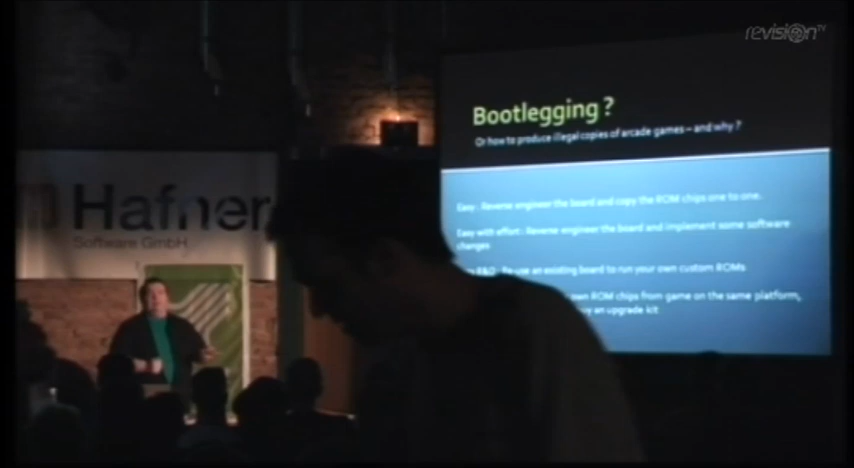 revision TV
Bootlegging ?
Or how to produce illegal copies of arcade games – and why ?
Hafner
Software GmbH
Easy : Reverse engineer the board and copy the ROM chips one to one.
Easy with effort : Reverse engineer the board and implement some software
changes
R&D : To use an existing board to run your own custom ROMs
own ROM chips from game on the same platform,
an upgrade kit